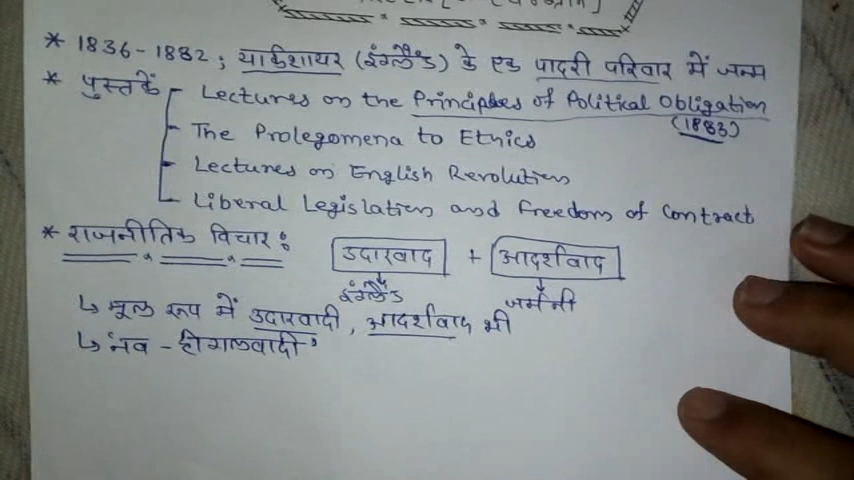 * 1836-1882; यार्कशायर (इंग्लैंड) के एक पादरी परिवार में जन्म
* पुस्तकें - Lectures on the Principles of Political Obligation (1883)
- The Prolegomena to Ethics
- Lectures on English Revolution
- Liberal Legislation and Freedom of Contract
* राजनीतिक विचार : उदारवाद + आदर्शवाद
इंग्लैंड जर्मनी
↳ मूल रूप में उदारवादी, आदर्शवाद भी
↳ 'नव - हीगलवादी'